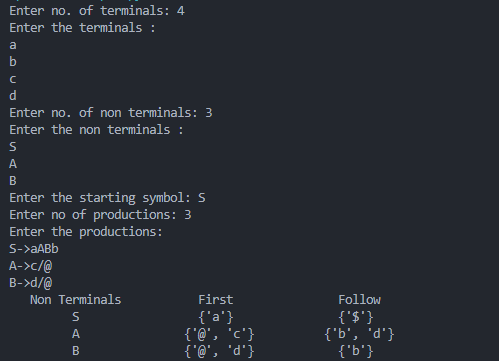 Enter no. of terminals: 4
Enter the terminals :
a
b
c
d
Enter no. of non terminals: 3
Enter the non terminals :
S
A
B
Enter the starting symbol: S
Enter no of productions: 3
Enter the productions:
S->aABb
A->c/@
B->d/@
Non Terminals First Follow
S {'a'} {'$'}
A {'@', 'c'} {'b', 'd'}
B {'@', 'd'} {'b'}